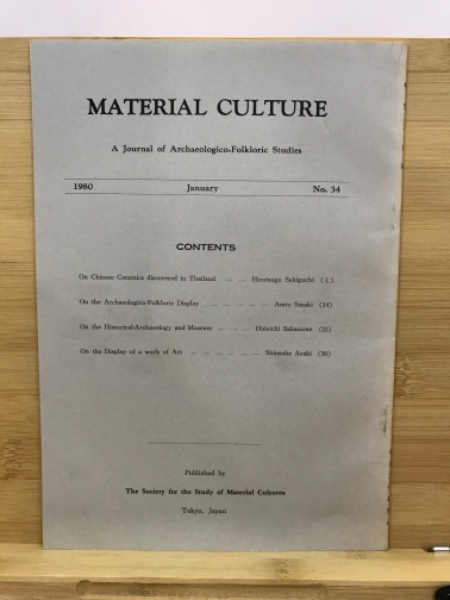 MATERIAL CULTURE
A Journal of Archaeologico-Folkloric Studies
1980 January No. 34
CONTENTS
On Chinese Ceramics discovered in Thailand ... ... Hirotsugu Sekiguchi (1)
On the Archaeologico-Folkloric Display ... ... ... ... ... Asato Sasaki (14)
On the Historical-Archaeology and Museum ... ... ... Hideichi Sakazume (22)
On the Display of a work of Art ... ... ... ... ... ... Shinsuke Araki (30)
Published by
The Society for the Study of Material Cultures
Tokyo, Japan